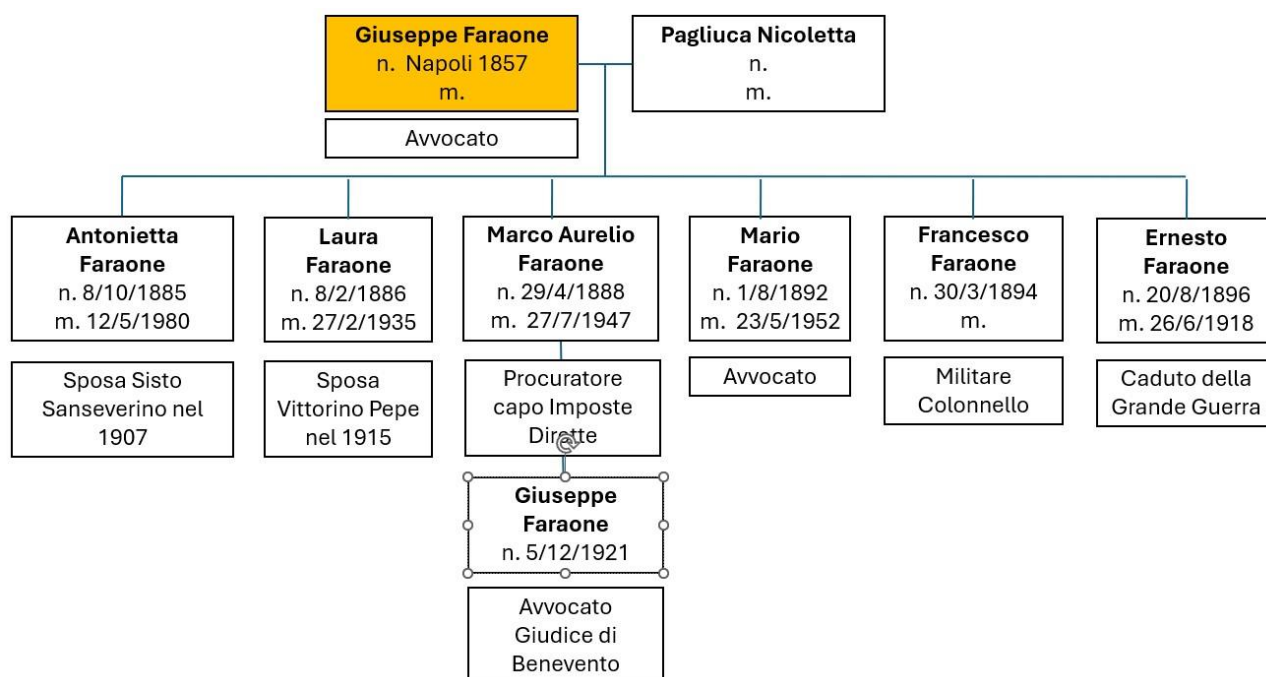 Giuseppe Faraone
n. Napoli 1857
m.
Pagliuca Nicoletta
n.
m.
Avvocato
Antonietta
Faraone
n. 8/10/1885
m. 12/5/1980
Laura
Faraone
n. 8/2/1886
m. 27/2/1935
Marco Aurelio
Faraone
n. 29/4/1888
m. 27/7/1947
Mario
Faraone
n. 1/8/1892
m. 23/5/1952
Francesco
Faraone
n. 30/3/1894
m.
Ernesto
Faraone
n. 20/8/1896
m. 26/6/1918
Sposa Sisto
Sanseverino nel
1907
Sposa
Vittorino Pepe
nel 1915
Procuratore
capo Imposte
Dirette
Avvocato
Militare
Colonnello
Caduto della
Grande Guerra
Giuseppe
Faraone
n. 5/12/1921
Avvocato
Giudice di
Benevento